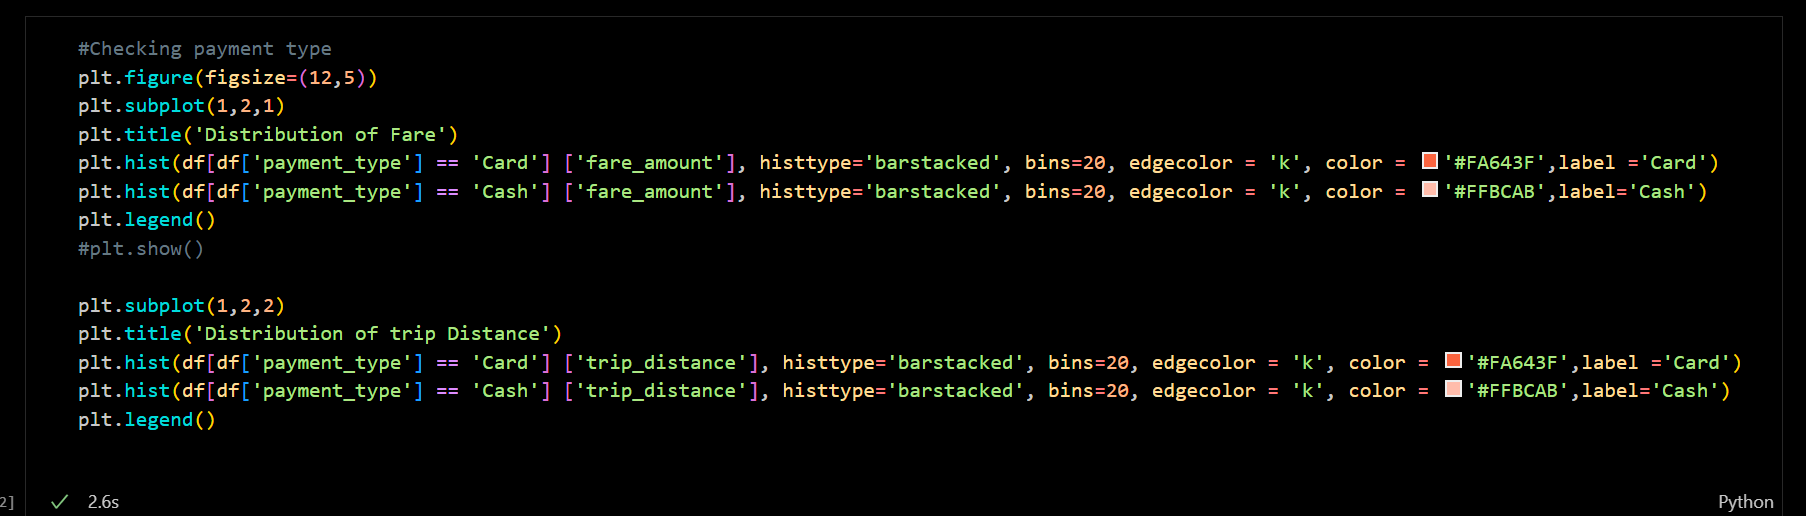 #Checking payment type
plt.figure(figsize=(12,5))
plt.subplot(1,2,1)
plt.title('Distribution of Fare')
plt.hist(df[df['payment_type'] == 'Card'] ['fare_amount'], histtype='barstacked', bins=20, edgecolor = 'k', color = '#FA643F',label ='Card')
plt.hist(df[df['payment_type'] == 'Cash'] ['fare_amount'], histtype='barstacked', bins=20, edgecolor = 'k', color = '#FFBCAB',label='Cash')
plt.legend()
#plt.show()
plt.subplot(1,2,2)
plt.title('Distribution of trip Distance')
plt.hist(df[df['payment_type'] == 'Card'] ['trip_distance'], histtype='barstacked', bins=20, edgecolor = 'k', color = '#FA643F',label ='Card')
plt.hist(df[df['payment_type'] == 'Cash'] ['trip_distance'], histtype='barstacked', bins=20, edgecolor = 'k', color = '#FFBCAB',label='Cash')
plt.legend()
2] 2.6s Python